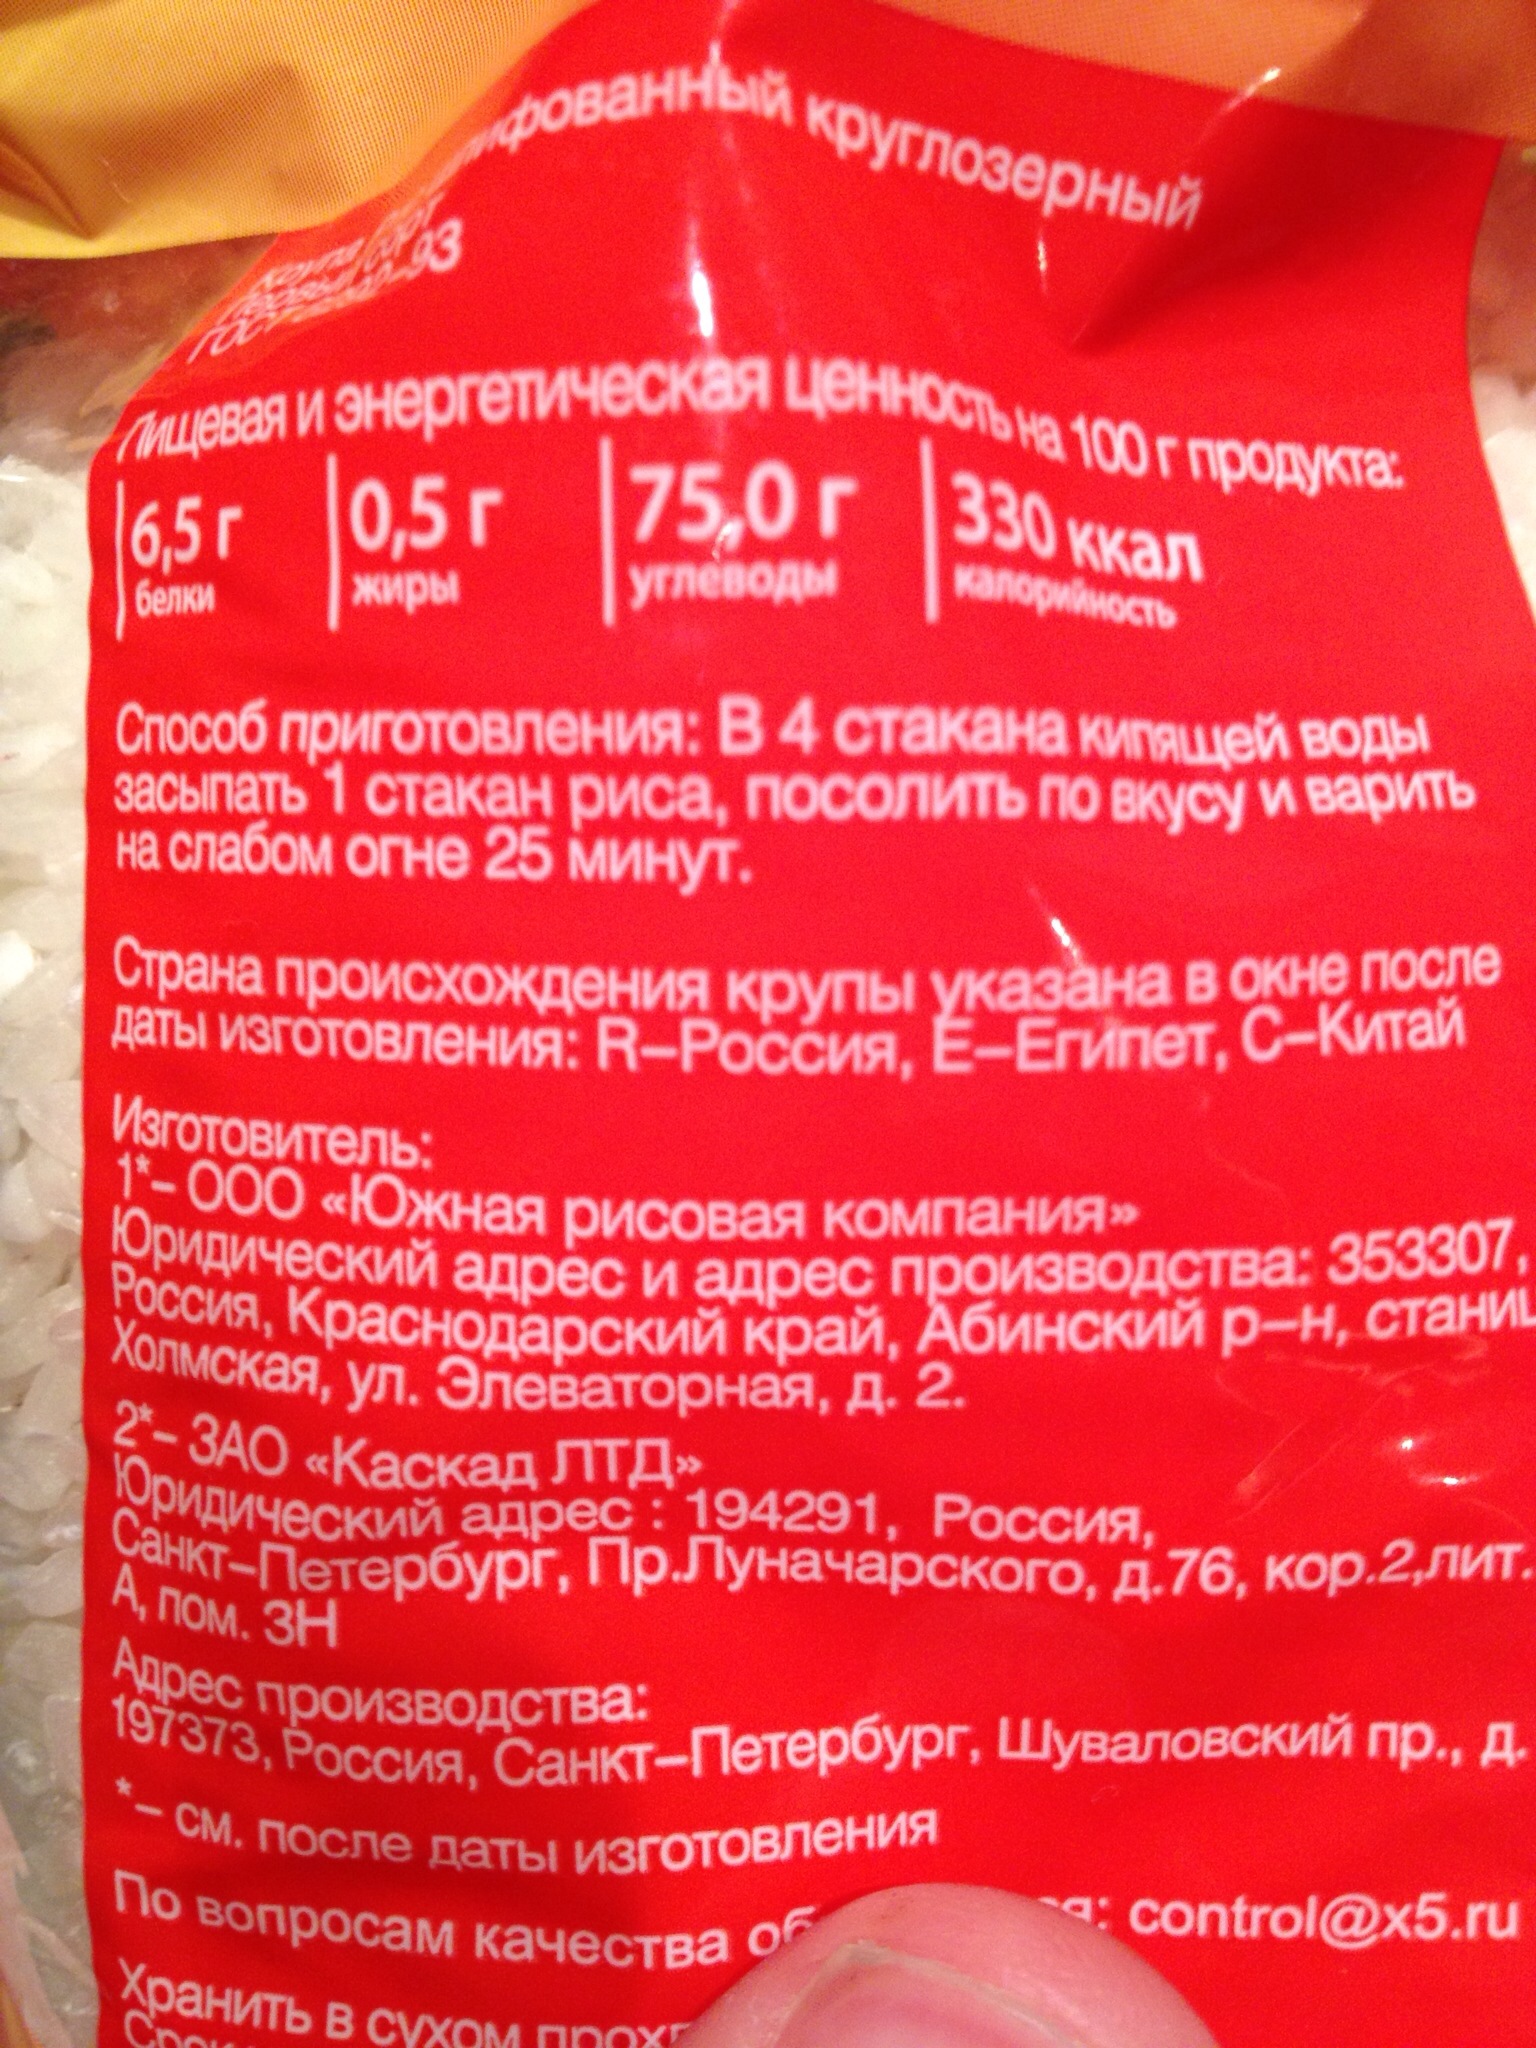 круглозерный
Пищевая и энергетическая ценность на 100 г продукта:
6,5 г
белки
0,5 г
жиры
75,0 г
углеводы
330 ккал
калорийность
Способ приготовления: В 4 стакана кипящей воды
засыпать 1 стакан риса, посолить по вкусу и варить
на слабом огне 25 минут.
Страна происхождения крупы указана в окне после
даты изготовления: R–Россия, E–Египет, C–Китай
Изготовитель:
1*– ООО «Южная рисовая компания»
Юридический адрес и адрес производства: 353307,
Россия, Краснодарский край, Абинский р–н,
Холмская, ул. Элеваторная, д. 2.
2*– ЗАО «Каскад ЛТД»
Юридический адрес : 194291, Россия,
Санкт–Петербург, Пр.Луначарского, д.76, кор.2,лит.
А, пом. 3Н
Адрес производства:
197373, Россия, Санкт–Петербург, Шуваловский пр., д.
*– см. после даты изготовления
По вопросам качества control@x5.ru
Хранить в сухом